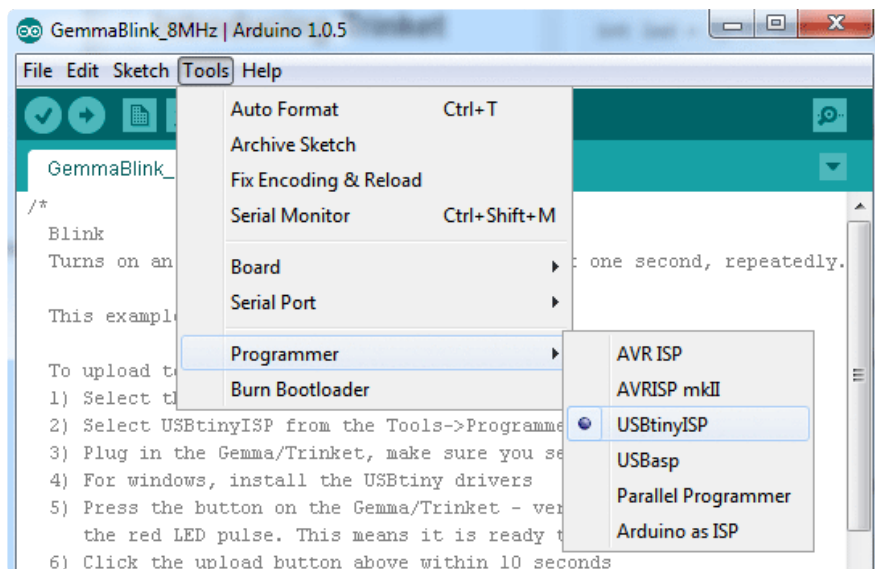 GemmaBlink_8MHz | Arduino 1.0.5
File Edit Sketch Tools Help
Auto Format Ctrl+T
Archive Sketch
Fix Encoding & Reload
Serial Monitor Ctrl+Shift+M
Board
Serial Port
Programmer
Burn Bootloader
AVR ISP
AVRISP mkII
USBtinyISP
USBasp
Parallel Programmer
Arduino as ISP
GemmaBlink_
/*
Blink
Turns on an one second, repeatedly.
This
To upload
1) Select
2) Select USBtinyISP from the Tools->Programme
3) Plug in the Gemma/Trinket, make sure you se
4) For windows, install the USBtiny drivers
5) Press the button on the Gemma/Trinket - ver
the red LED pulse. This means it is ready
6) Click the upload button above within 10 seconds